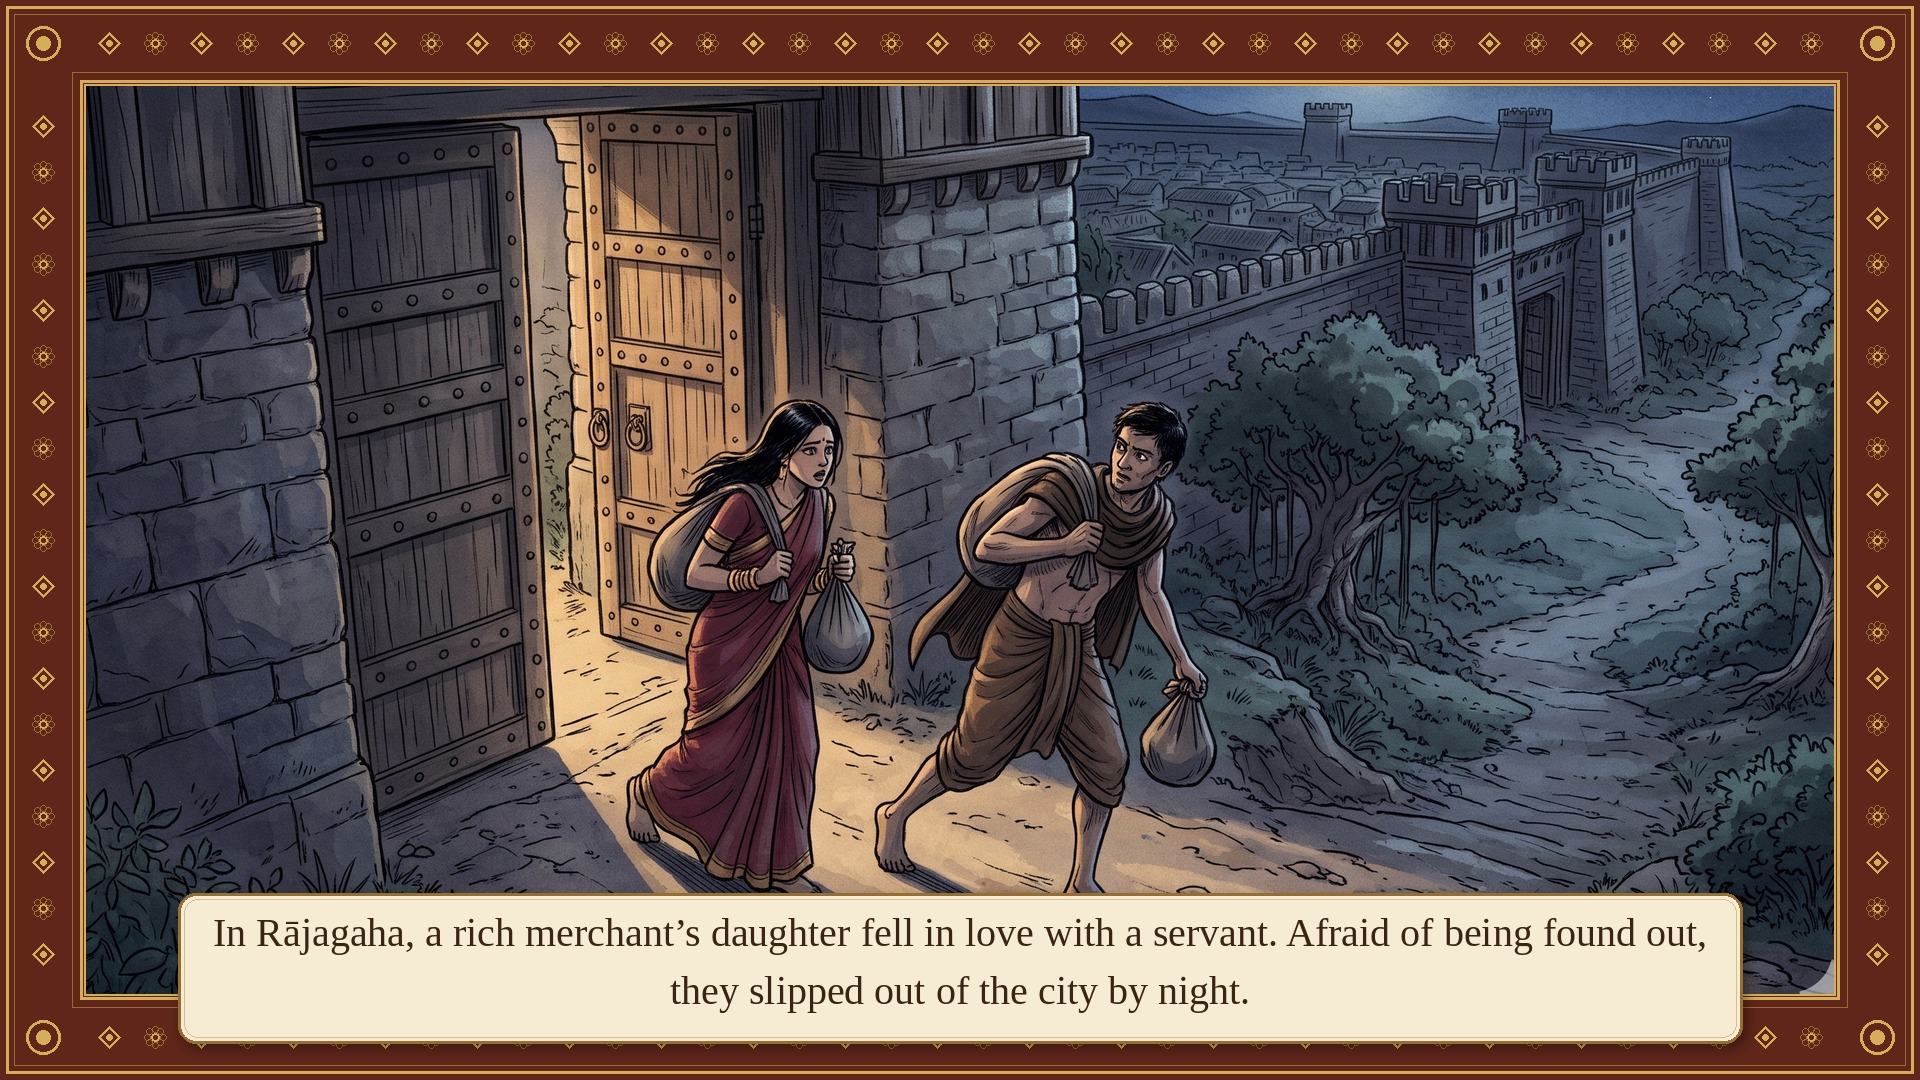 In Rājagaha, a rich merchant’s daughter fell in love with a servant. Afraid of being found out,
they slipped out of the city by night.